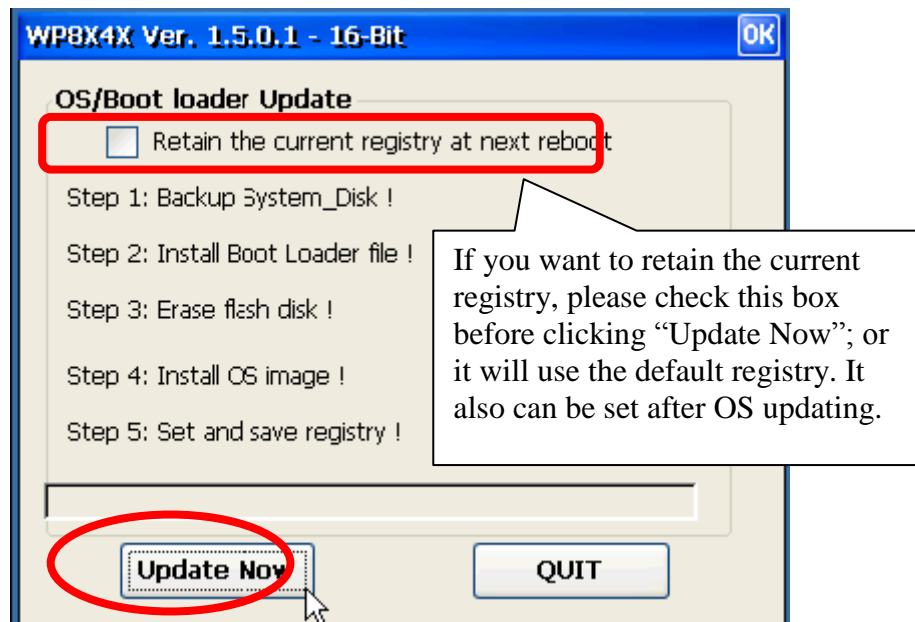 WP8X4X Ver. 1.5.0.1 - 16-Bit
OK
OS/Boot loader Update
Retain the current registry at next reboot
Step 1: Backup System_Disk !
Step 2: Install Boot Loader file !
Step 3: Erase flash disk !
Step 4: Install OS image !
Step 5: Set and save registry !
If you want to retain the current
registry, please check this box
before clicking “Update Now”; or
it will use the default registry. It
also can be set after OS updating.
Update Now
QUIT